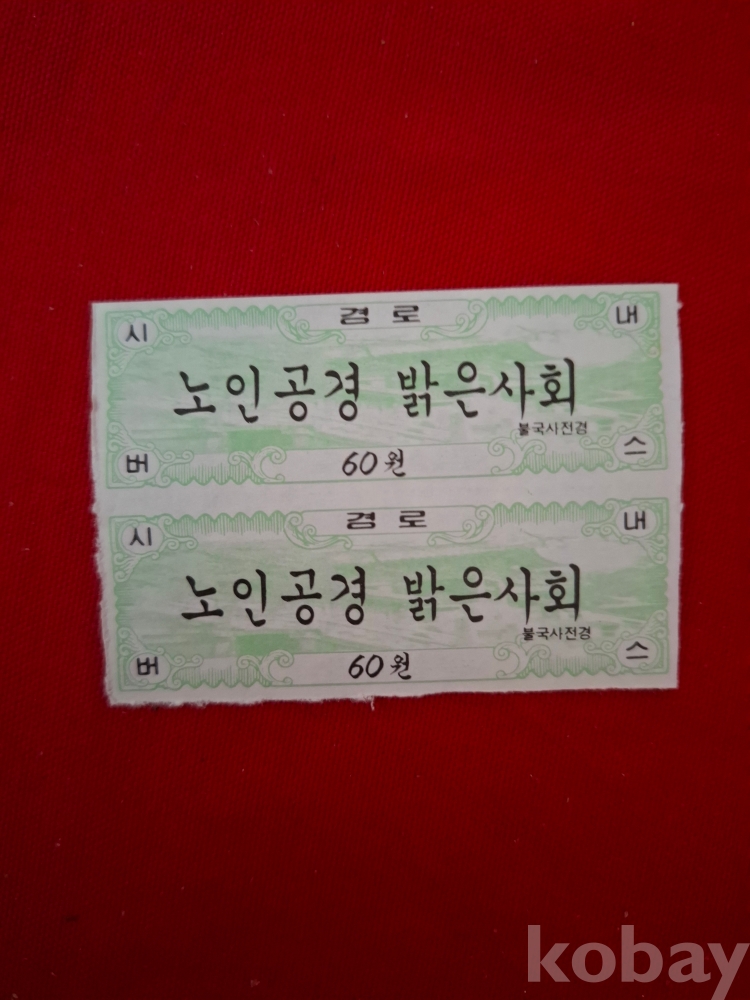 경로
시 내
노인공경 밝은사회
불국사전경
버 60원 스
경로
시 내
노인공경 밝은사회
불국사전경
버 60원 스
kobay